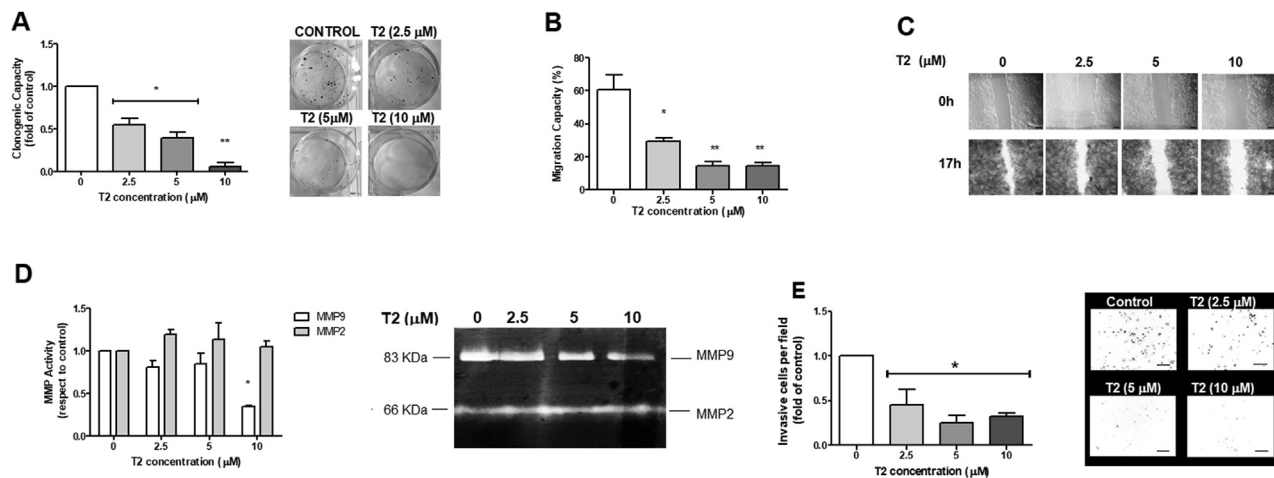 A
Clonogenic Capacity
(fold of control)
1.5
1.0
0.5
0.0
*
**
0 2.5 5 10
T2 concentration (μM)
CONTROL T2 (2.5 μM)
T2 (5μM) T2 (10 μM)
B
Migration Capacity (%)
80
60
40
20
0
*
** **
0 2.5 5 10
T2 concentration (μM)
C
T2 (μM) 0 2.5 5 10
0h
17h
D
MMP Activity
(respect to control)
1.5
1.0
0.5
0.0
*
0 2.5 5 10
T2 concentration (μM)
MMP9
MMP2
T2 (μM) 0 2.5 5 10
83 KDa MMP9
66 KDa MMP2
E
Invasive cells per field
(fold of control)
1.5
1.0
0.5
0.0
*
0 2.5 5 10
T2 concentration (μM)
Control T2 (2.5 μM)
T2 (5 μM) T2 (10 μM)